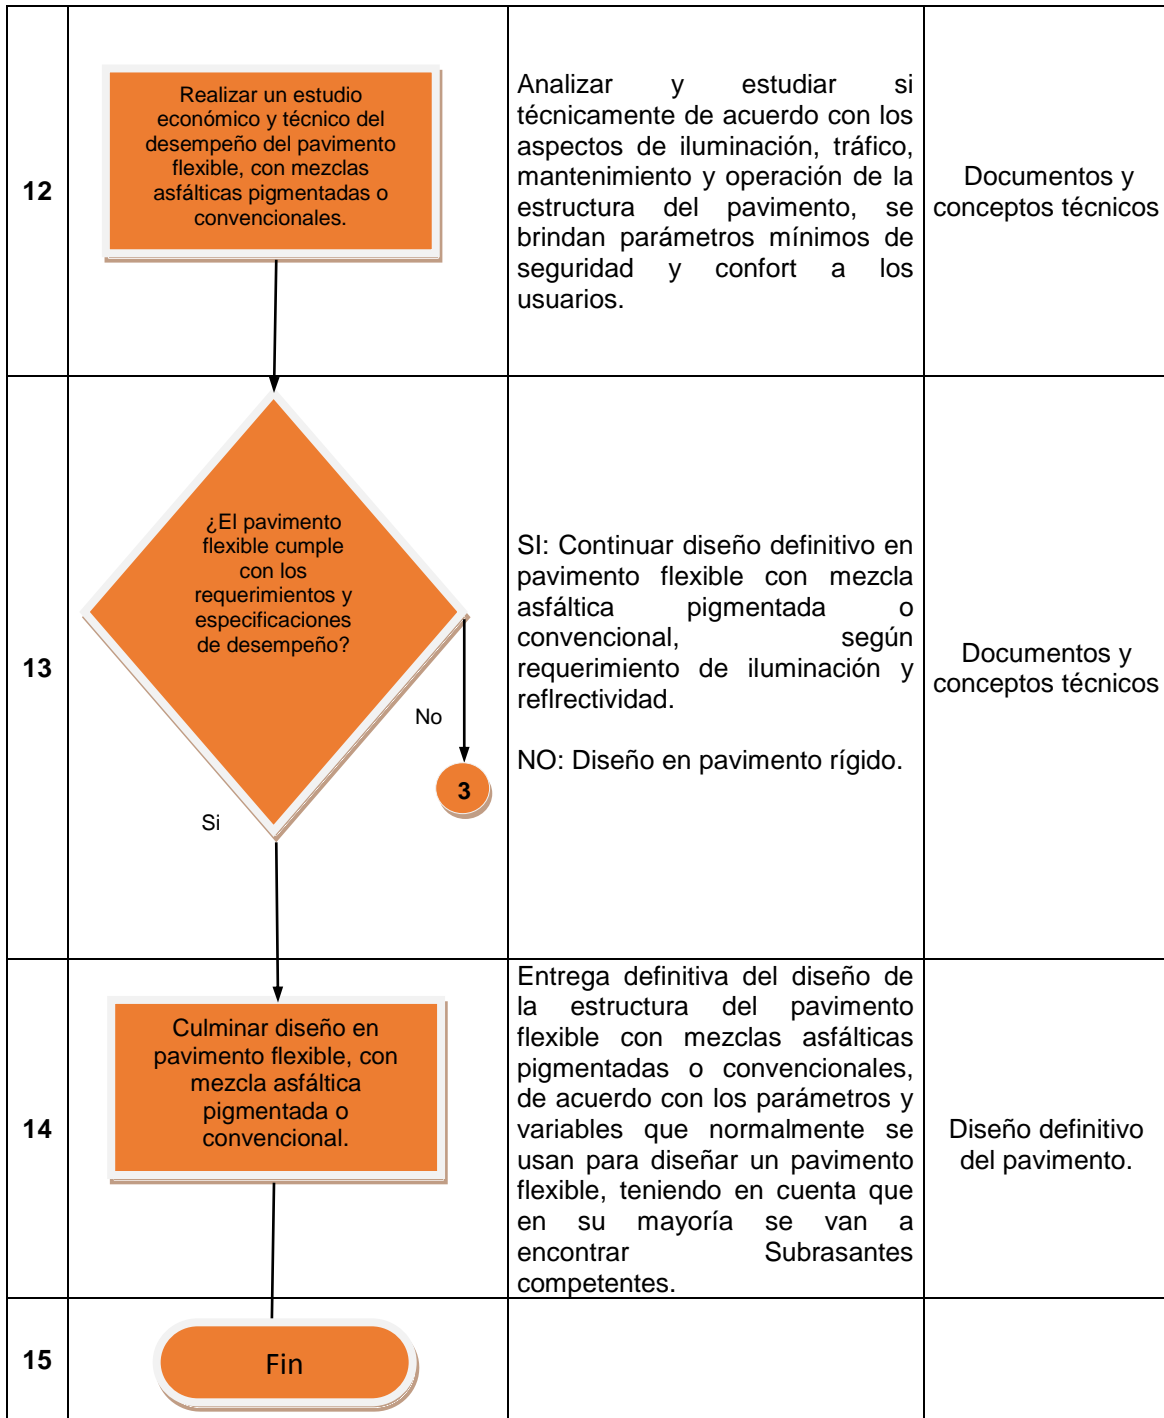 12
Realizar un estudio
económico y técnico del
desempeño del pavimento
flexible, con mezclas
asfálticas pigmentadas o
convencionales.
Analizar y estudiar si
técnicamente de acuerdo con los
aspectos de iluminación, tráfico,
mantenimiento y operación de la
estructura del pavimento, se
brindan parámetros mínimos de
seguridad y confort a los
usuarios.
Documentos y
conceptos técnicos
13
¿El pavimento
flexible cumple
con los
requerimientos y
especificaciones
de desempeño?
No
3
Si
SI: Continuar diseño definitivo en
pavimento flexible con mezcla
asfáltica pigmentada o
convencional, según
requerimiento de iluminación y
reflrectividad.
NO: Diseño en pavimento rígido.
Documentos y
conceptos técnicos
14
Culminar diseño en
pavimento flexible, con
mezcla asfáltica
pigmentada o
convencional.
Entrega definitiva del diseño de
la estructura del pavimento
flexible con mezclas asfálticas
pigmentadas o convencionales,
de acuerdo con los parámetros y
variables que normalmente se
usan para diseñar un pavimento
flexible, teniendo en cuenta que
en su mayoría se van a
encontrar Subrasantes
competentes.
Diseño definitivo
del pavimento.
15
Fin